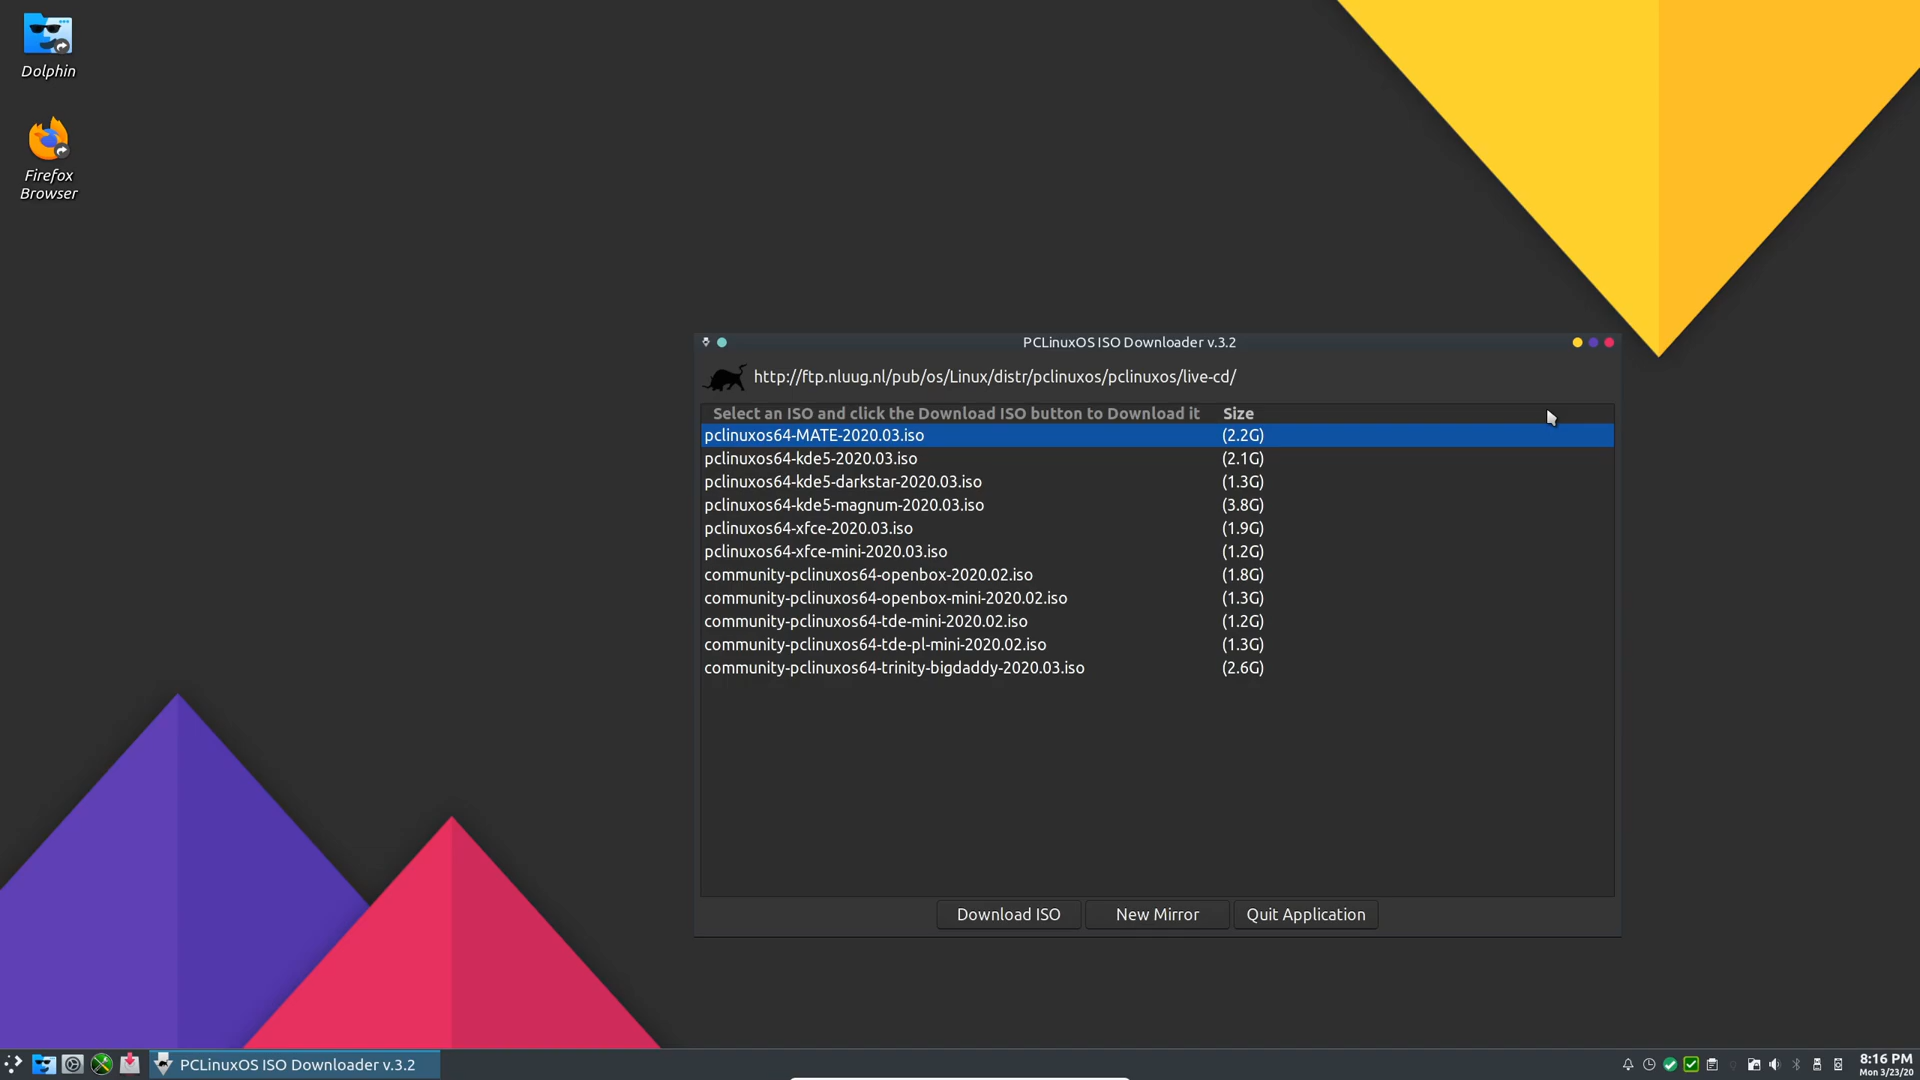 Dolphin
Firefox
Browser
PCLinuxOS ISO Downloader v.3.2
http://ftp.nluug.nl/pub/os/Linux/distr/pclinuxos/pclinuxos/live-cd/
Select an ISO and click the Download ISO button to Download it Size
pclinuxos64-MATE-2020.03.iso (2.2G)
pclinuxos64-kde5-2020.03.iso (2.1G)
pclinuxos64-kde5-darkstar-2020.03.iso (1.3G)
pclinuxos64-kde5-magnum-2020.03.iso (3.8G)
pclinuxos64-xfce-2020.03.iso (1.9G)
pclinuxos64-xfce-mini-2020.03.iso (1.2G)
community-pclinuxos64-openbox-2020.02.iso (1.8G)
community-pclinuxos64-openbox-mini-2020.02.iso (1.3G)
community-pclinuxos64-tde-mini-2020.02.iso (1.2G)
community-pclinuxos64-tde-pl-mini-2020.02.iso (1.3G)
community-pclinuxos64-trinity-bigdaddy-2020.03.iso (2.6G)
Download ISO New Mirror Quit Application
PCLinuxOS ISO Downloader v.3.2
8:16 PM
Mon 3/23/20